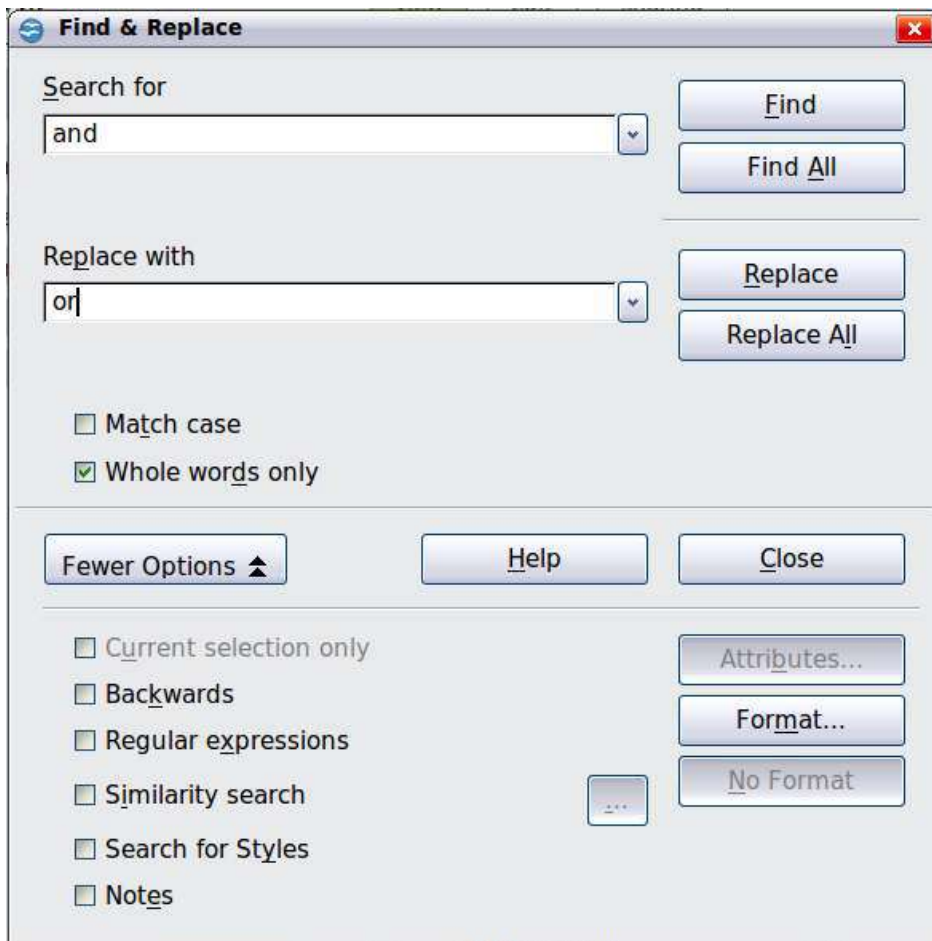 Find & Replace
Search for
and
Find
Find All
Replace with
or
Replace
Replace All
Match case
Whole words only
Fewer Options
Help
Close
Current selection only
Attributes...
Backwards
Format...
Regular expressions
No Format
Similarity search
...
Search for Styles
Notes